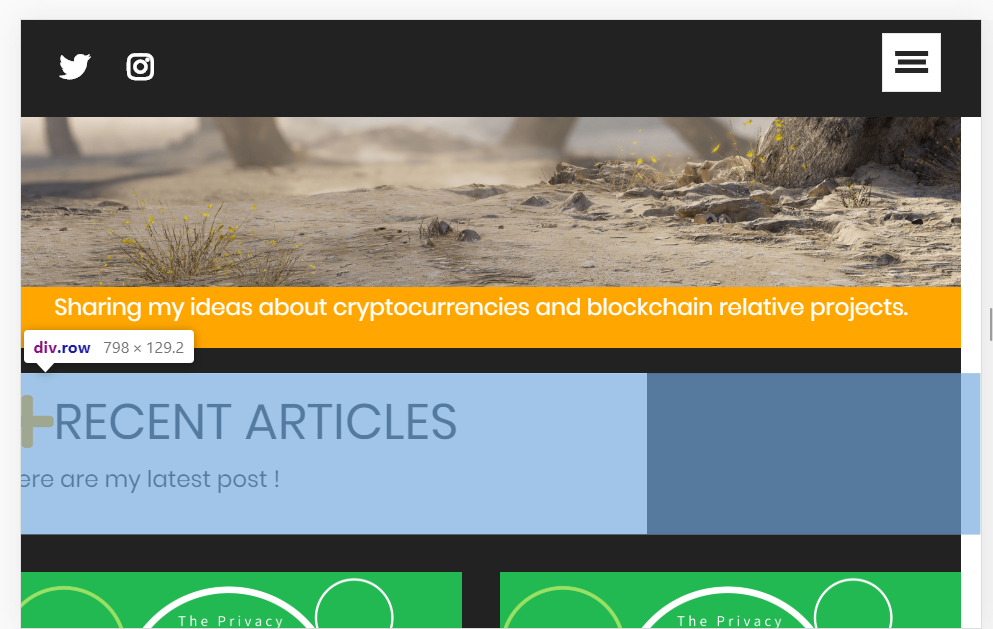 Sharing my ideas about cryptocurrencies and blockchain relative projects.
div.row 798 × 129.2
RECENT ARTICLES
ere are my latest post !
The Privacy
The Privacy